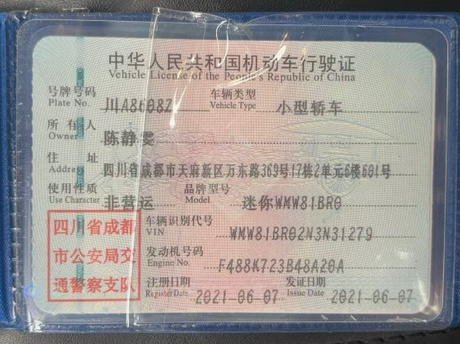 中华人民共和国机动车行驶证
Vehicle License of the People's Republic of China
号牌号码 川A8608Z 车辆类型 小型轿车
Plate No. Vehicle Type
所有人 陈静雯
Owner
住址 四川省成都市天府新区万东路369号17栋2单元6楼601号
Address
使用性质 非营运 品牌型号 迷你WMW81BR0
Use Character Model
四川省成都
市公安局交
通警察支队
车辆识别代号 WMW81BR02N3N31279
VIN
发动机号码 F488K723B48A20A
Engine No.
注册日期 2021-06-07 发证日期 2021-06-07
Register Date Issue Date